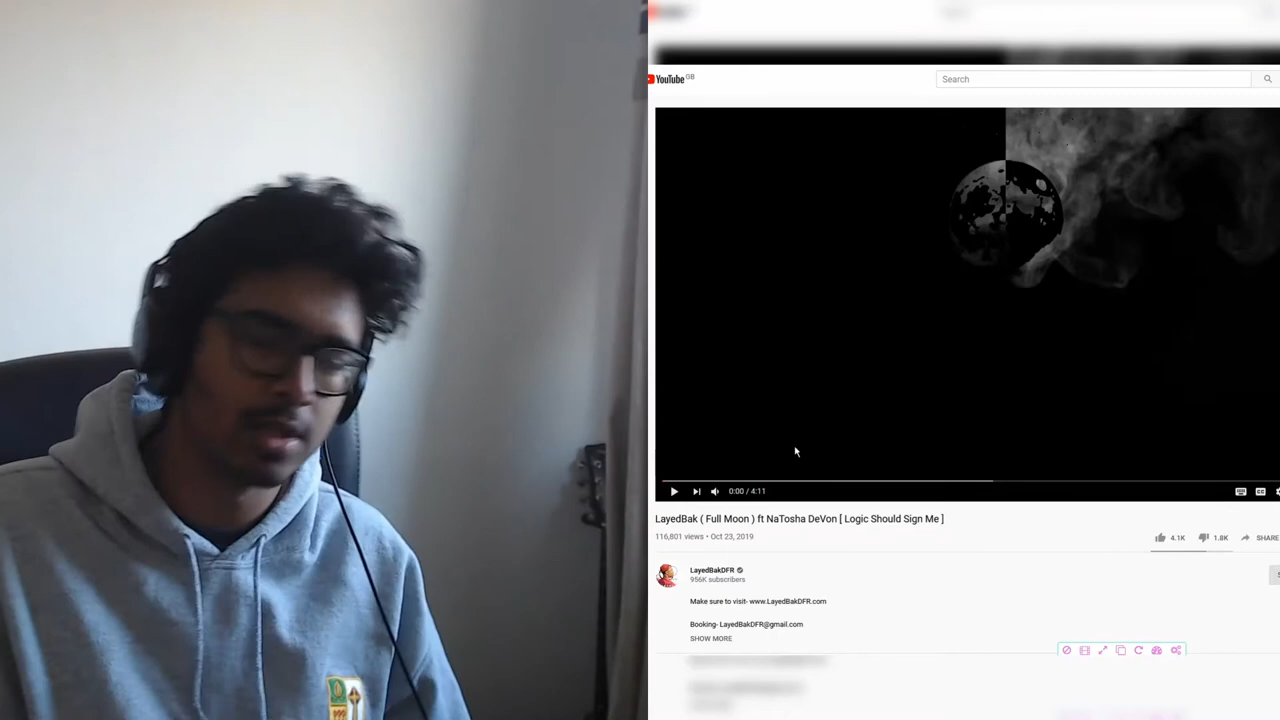 YouTube GB
Search
0:00 / 4:11
LayedBak ( Full Moon ) ft NaTosha DeVon [ Logic Should Sign Me ]
116,801 views • Oct 23, 2019
4.1K
1.8K
SHARE
LayedBakDFR
956K subscribers
Make sure to visit- www.LayedBakDFR.com
Booking- LayedBakDFR@gmail.com
SHOW MORE